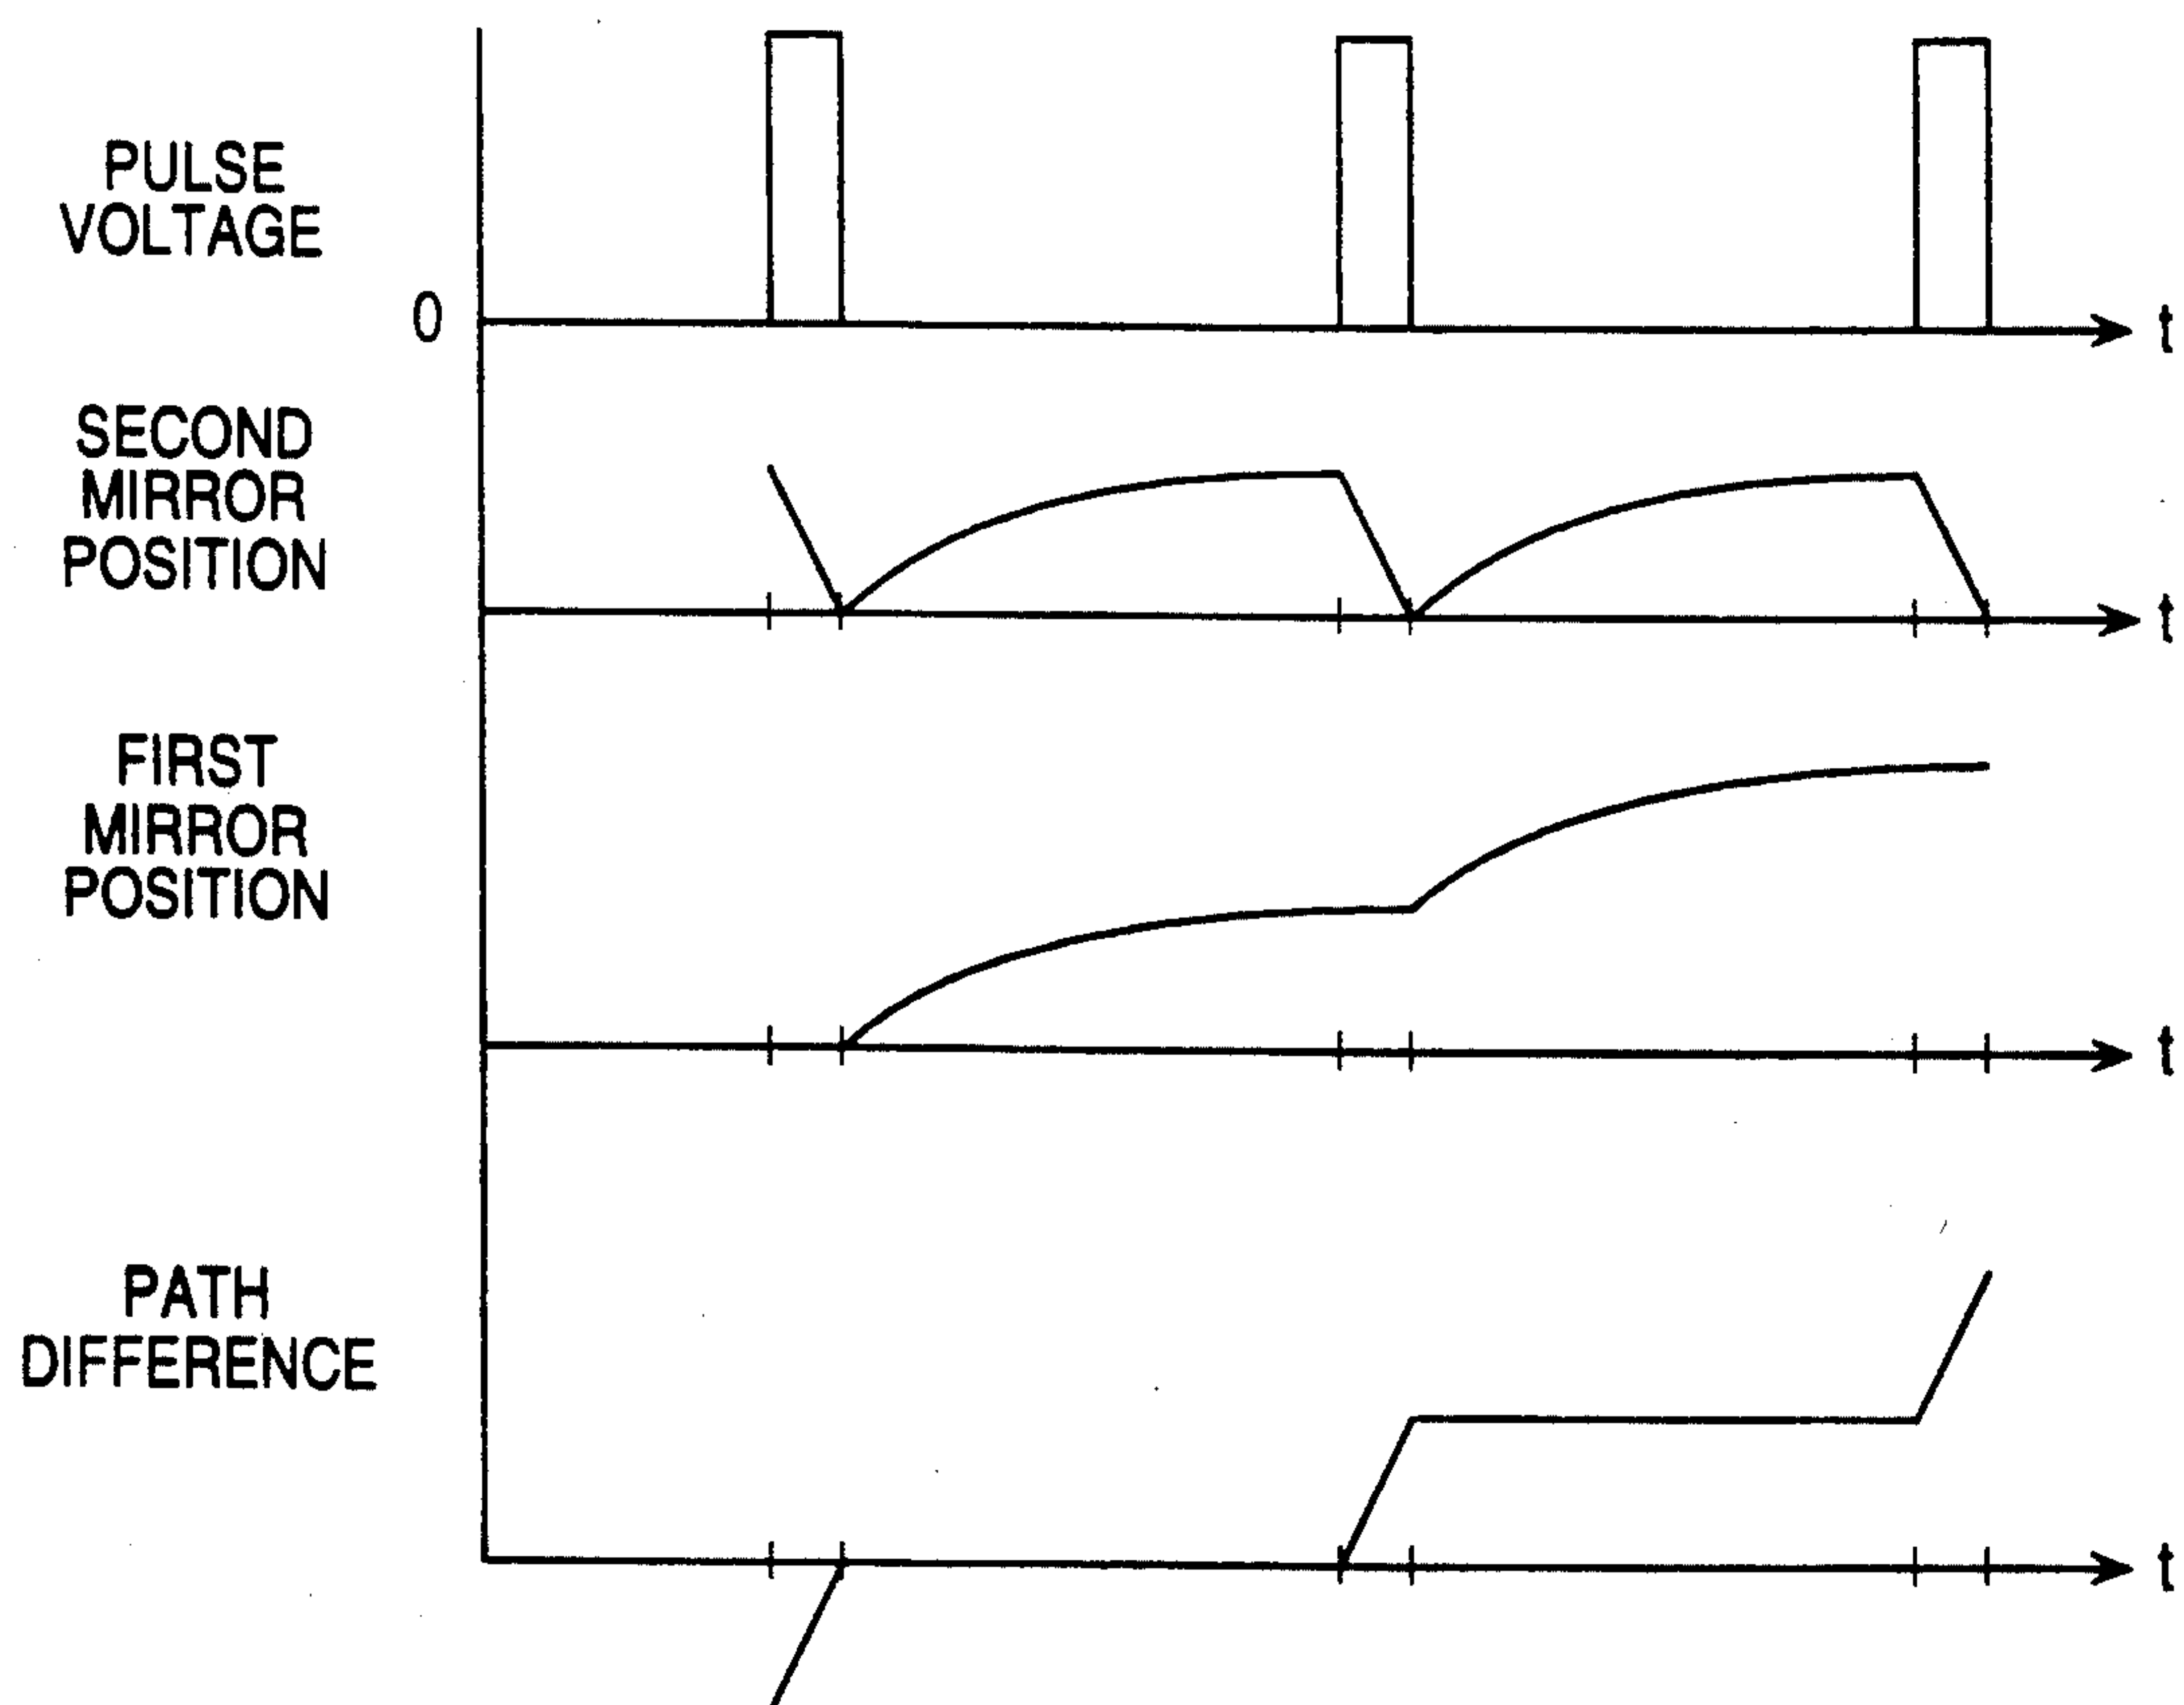 PULSE
VOLTAGE
0
t
SECOND
MIRROR
POSITION
t
FIRST
MIRROR
POSITION
t
PATH
DIFFERENCE
t